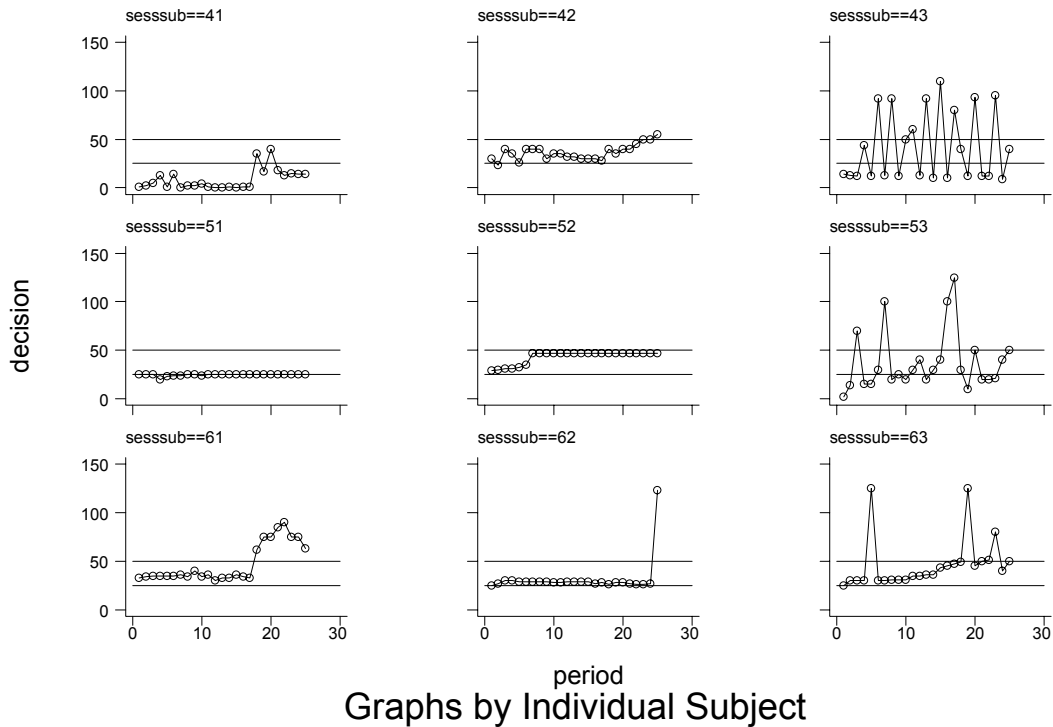 sesssub==41
sesssub==42
sesssub==43
150
100
50
0
sesssub==51
sesssub==52
sesssub==53
150
100
50
0
sesssub==61
sesssub==62
sesssub==63
150
100
50
0
0 10 20 30
0 10 20 30
0 10 20 30
decision
period
Graphs by Individual Subject